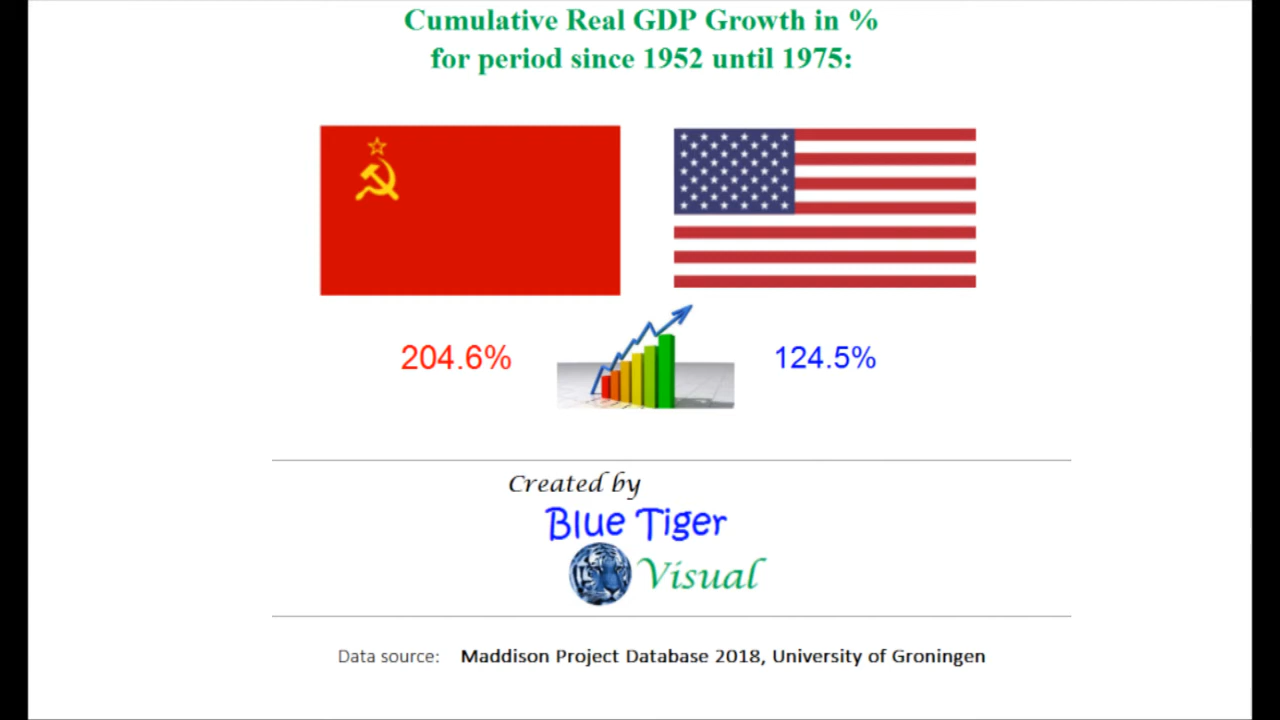 Cumulative Real GDP Growth in %
for period since 1952 until 1975:
204.6%
124.5%
Created by
Blue Tiger
Visual
Data source: Maddison Project Database 2018, University of Groningen